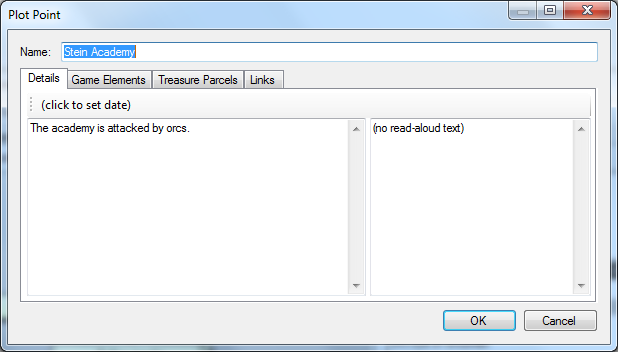 Plot Point
Name: Stein Academy
Details Game Elements Treasure Parcels Links
(click to set date)
The academy is attacked by orcs.
(no read-aloud text)
OK Cancel